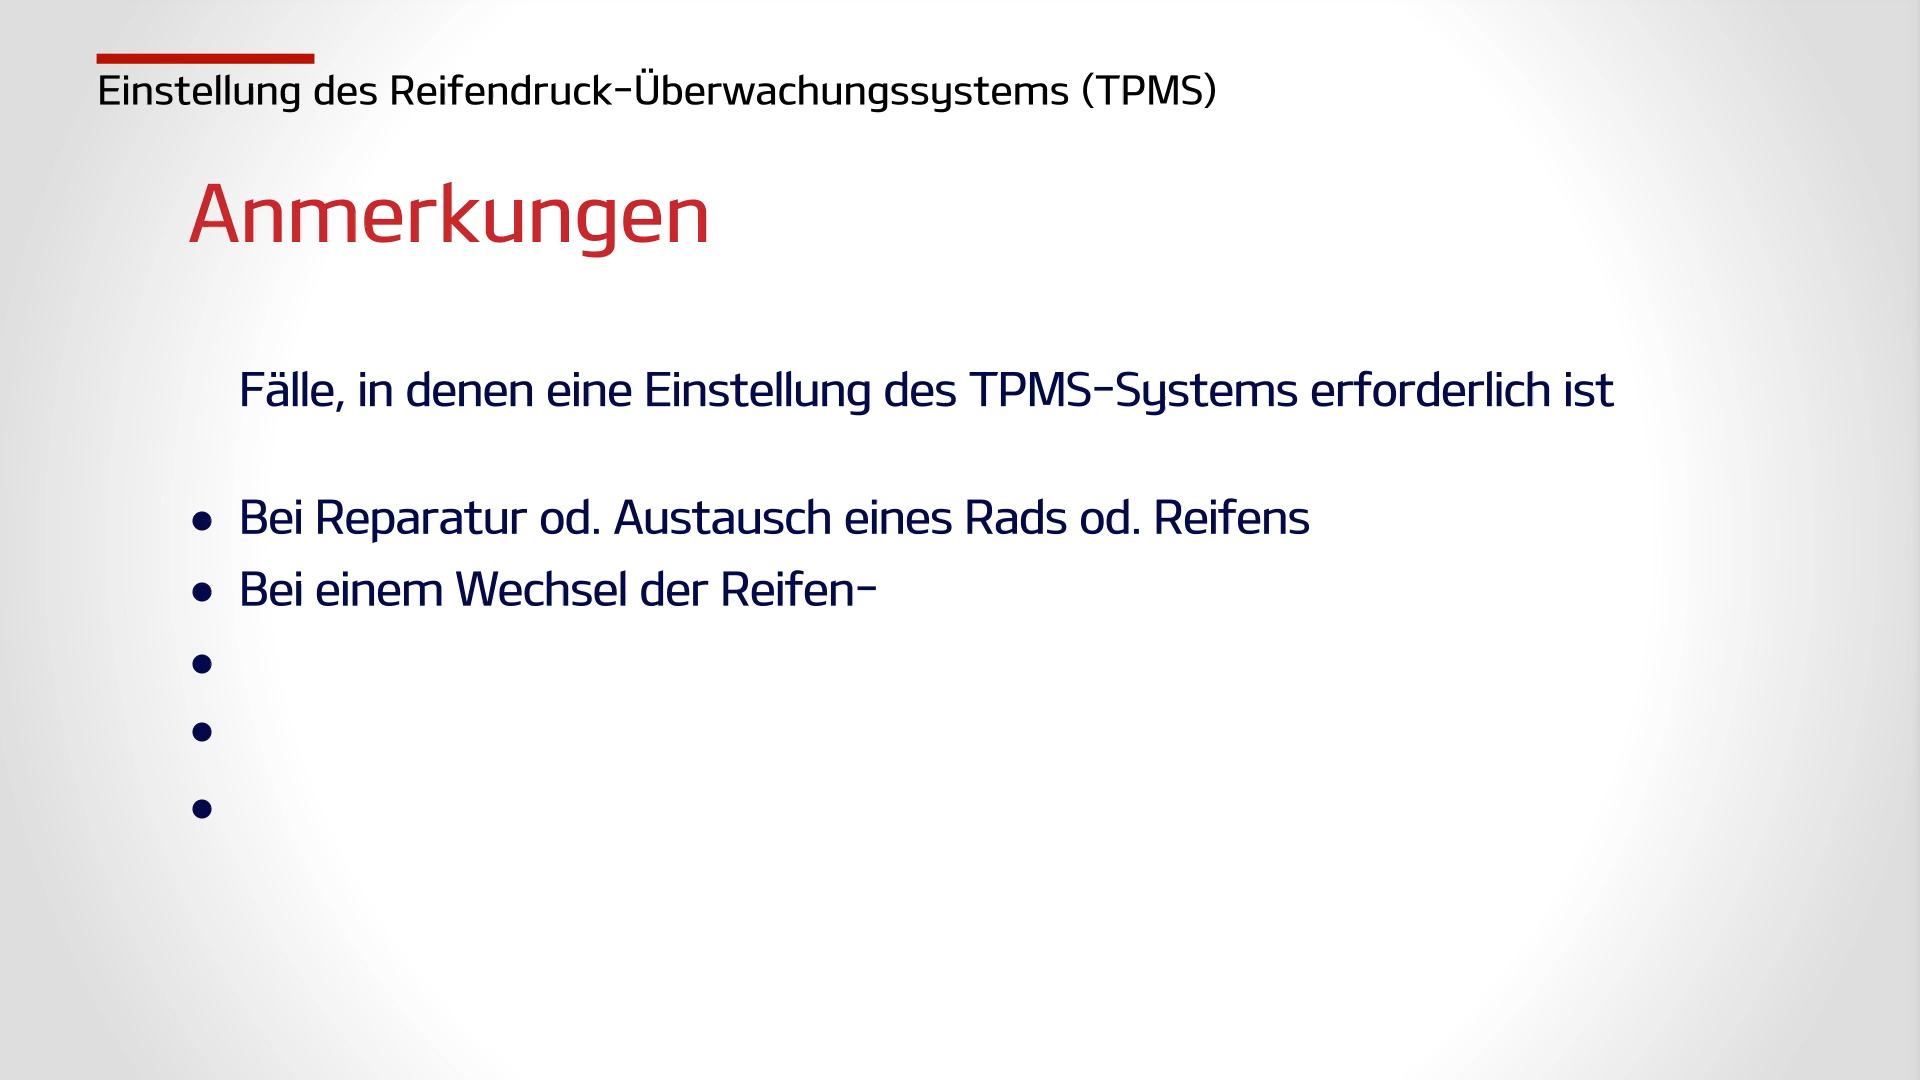 Einstellung des Reifendruck-Überwachungssystems (TPMS)
Anmerkungen
Fälle, in denen eine Einstellung des TPMS-Systems erforderlich ist
• Bei Reparatur od. Austausch eines Rads od. Reifens
• Bei einem Wechsel der Reifen-
•
•
•